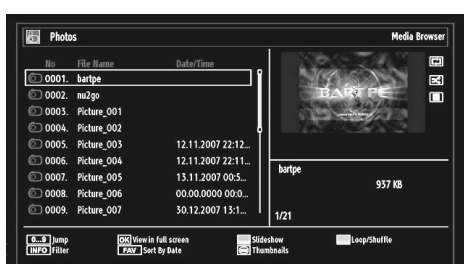 Photos Media Browser
No File Name Date/Time
0001. bartpe
0002. nu2go
0003. Picture_001
0004. Picture_002
0005. Picture_003 12.11.2007 22:12...
0006. Picture_004 12.11.2007 22:11...
0007. Picture_005 13.11.2007 00:5...
0008. Picture_006 00.00.0000 00:0...
0009. Picture_007 30.12.2007 13:1...
BART PE
bartpe
937 KB
1/21
0...9 Jump OK View in full screen Slideshow Loop/Shuffle
INFO Filter FAV Sort By Date Thumbnails